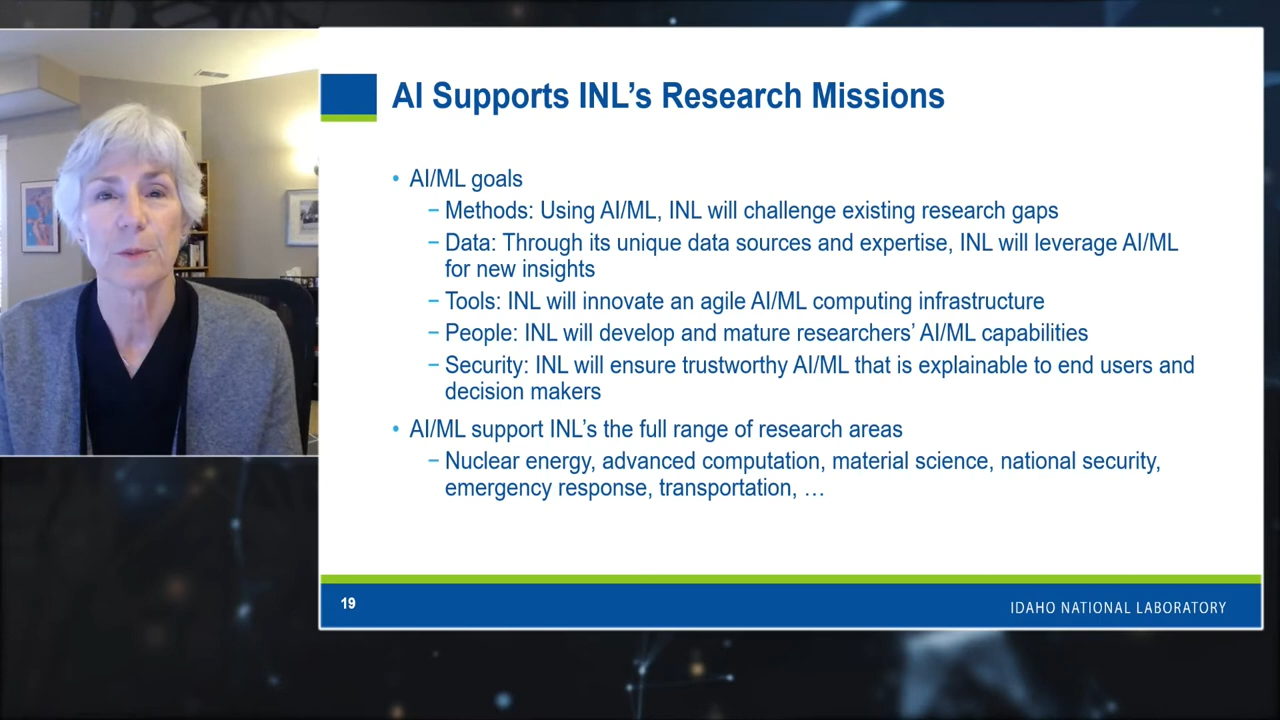 AI Supports INL's Research Missions
• AI/ML goals
– Methods: Using AI/ML, INL will challenge existing research gaps
– Data: Through its unique data sources and expertise, INL will leverage AI/ML
for new insights
– Tools: INL will innovate an agile AI/ML computing infrastructure
– People: INL will develop and mature researchers' AI/ML capabilities
– Security: INL will ensure trustworthy AI/ML that is explainable to end users and
decision makers
• AI/ML support INL's the full range of research areas
– Nuclear energy, advanced computation, material science, national security,
emergency response, transportation, …
19
IDAHO NATIONAL LABORATORY